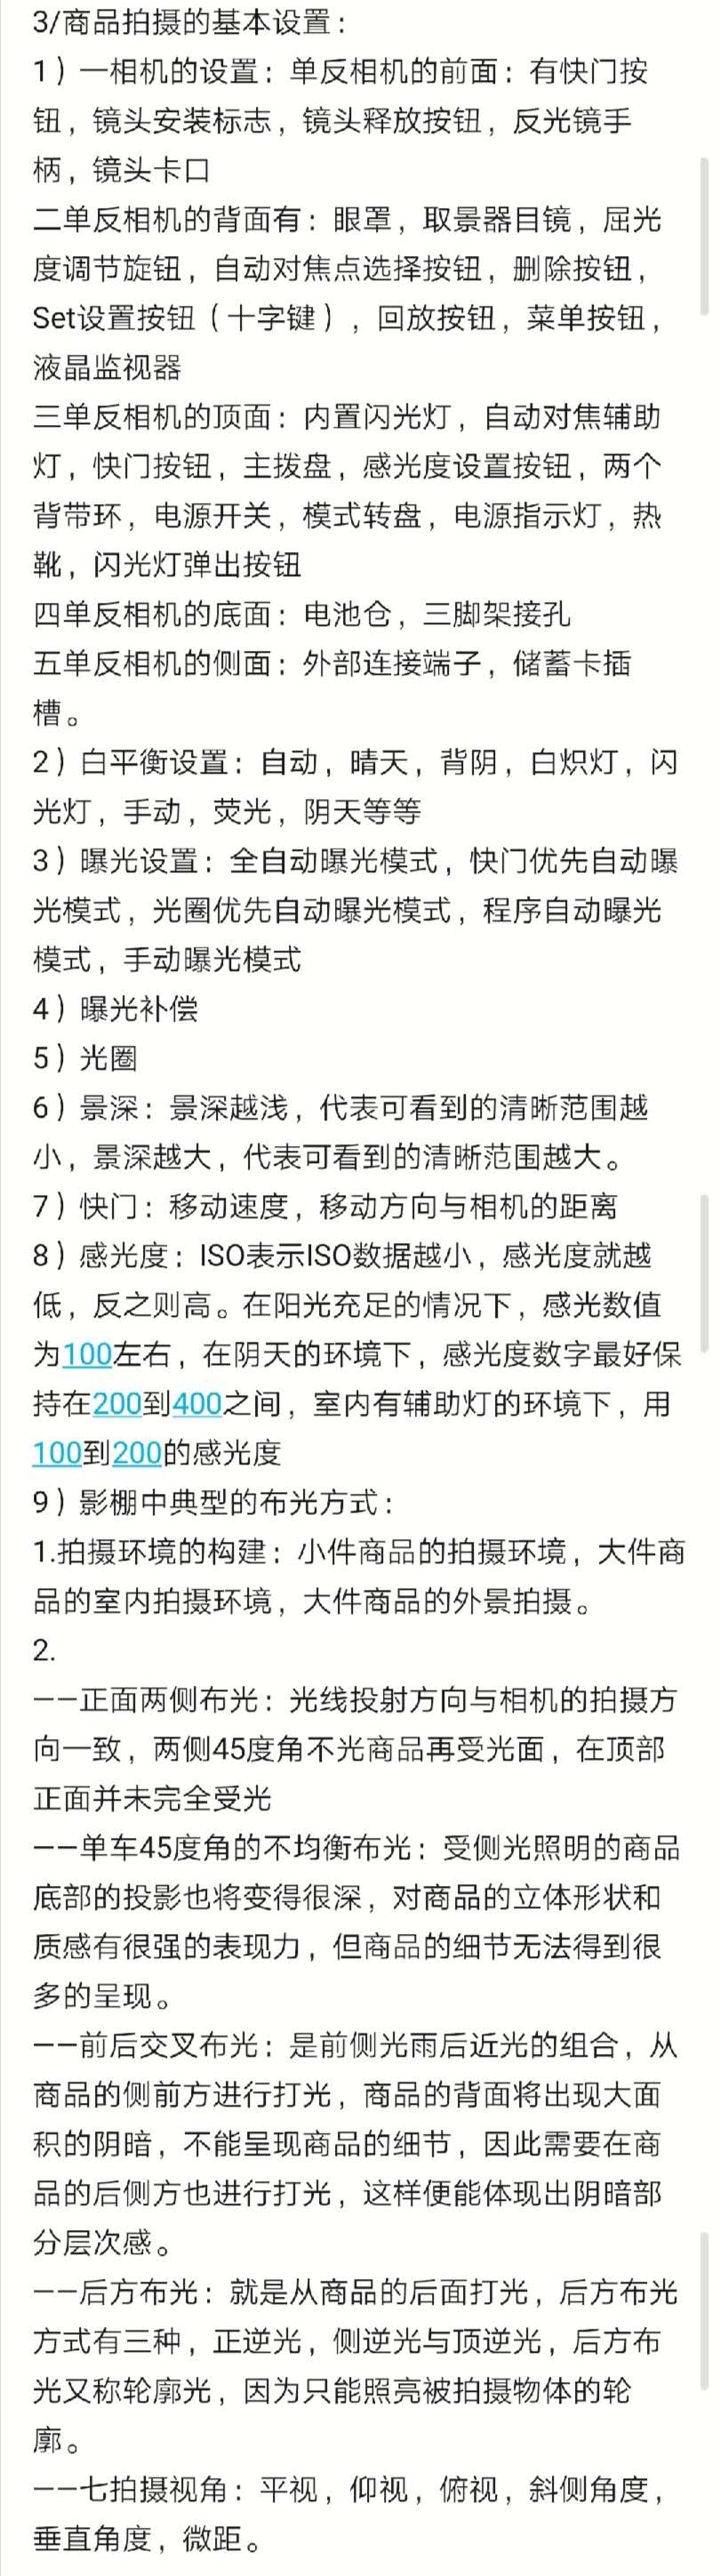 3/商品拍摄的基本设置：
1）一相机的设置：单反相机的前面：有快门按
钮，镜头安装标志，镜头释放按钮，反光镜手
柄，镜头卡口
二单反相机的背面有：眼罩，取景器目镜，屈光
度调节旋钮，自动对焦点选择按钮，删除按钮，
Set设置按钮（十字键），回放按钮，菜单按钮，
液晶监视器
三单反相机的顶面：内置闪光灯，自动对焦辅助
灯，快门按钮，主拨盘，感光度设置按钮，两个
背带环，电源开关，模式转盘，电源指示灯，热
靴，闪光灯弹出按钮
四单反相机的底面：电池仓，三脚架接孔
五单反相机的侧面：外部连接端子，储蓄卡插
槽。
2）白平衡设置：自动，晴天，背阴，白炽灯，闪
光灯，手动，荧光，阴天等等
3）曝光设置：全自动曝光模式，快门优先自动曝
光模式，光圈优先自动曝光模式，程序自动曝光
模式，手动曝光模式
4）曝光补偿
5）光圈
6）景深：景深越浅，代表可看到的清晰范围越
小，景深越大，代表可看到的清晰范围越大。
7）快门：移动速度，移动方向与相机的距离
8）感光度：ISO表示ISO数据越小，感光度就越
低，反之则高。在阳光充足的情况下，感光数值
为100左右，在阴天的环境下，感光度数字最好保
持在200到400之间，室内有辅助灯的环境下，用
100到200的感光度
9）影棚中典型的布光方式：
1.拍摄环境的构建：小件商品的拍摄环境，大件商
品的室内拍摄环境，大件商品的外景拍摄。
2.
——正面两侧布光：光线投射方向与相机的拍摄方
向一致，两侧45度角不光商品再受光面，在顶部
正面并未完全受光
——单车45度角的不均衡布光：受侧光照明的商品
底部的投影也将变得很深，对商品的立体形状和
质感有很强的表现力，但商品的细节无法得到很
多的呈现。
——前后交叉布光：是前侧光雨后近光的组合，从
商品的侧前方进行打光，商品的背面将出现大面
积的阴暗，不能呈现商品的细节，因此需要在商
品的后侧方也进行打光，这样便能体现出阴暗部
分层次感。
——后方布光：就是从商品的后面打光，后方布光
方式有三种，正逆光，侧逆光与顶逆光，后方布
光又称轮廓光，因为只能照亮被拍摄物体的轮
廓。
——七拍摄视角：平视，仰视，俯视，斜侧角度，
垂直角度，微距。